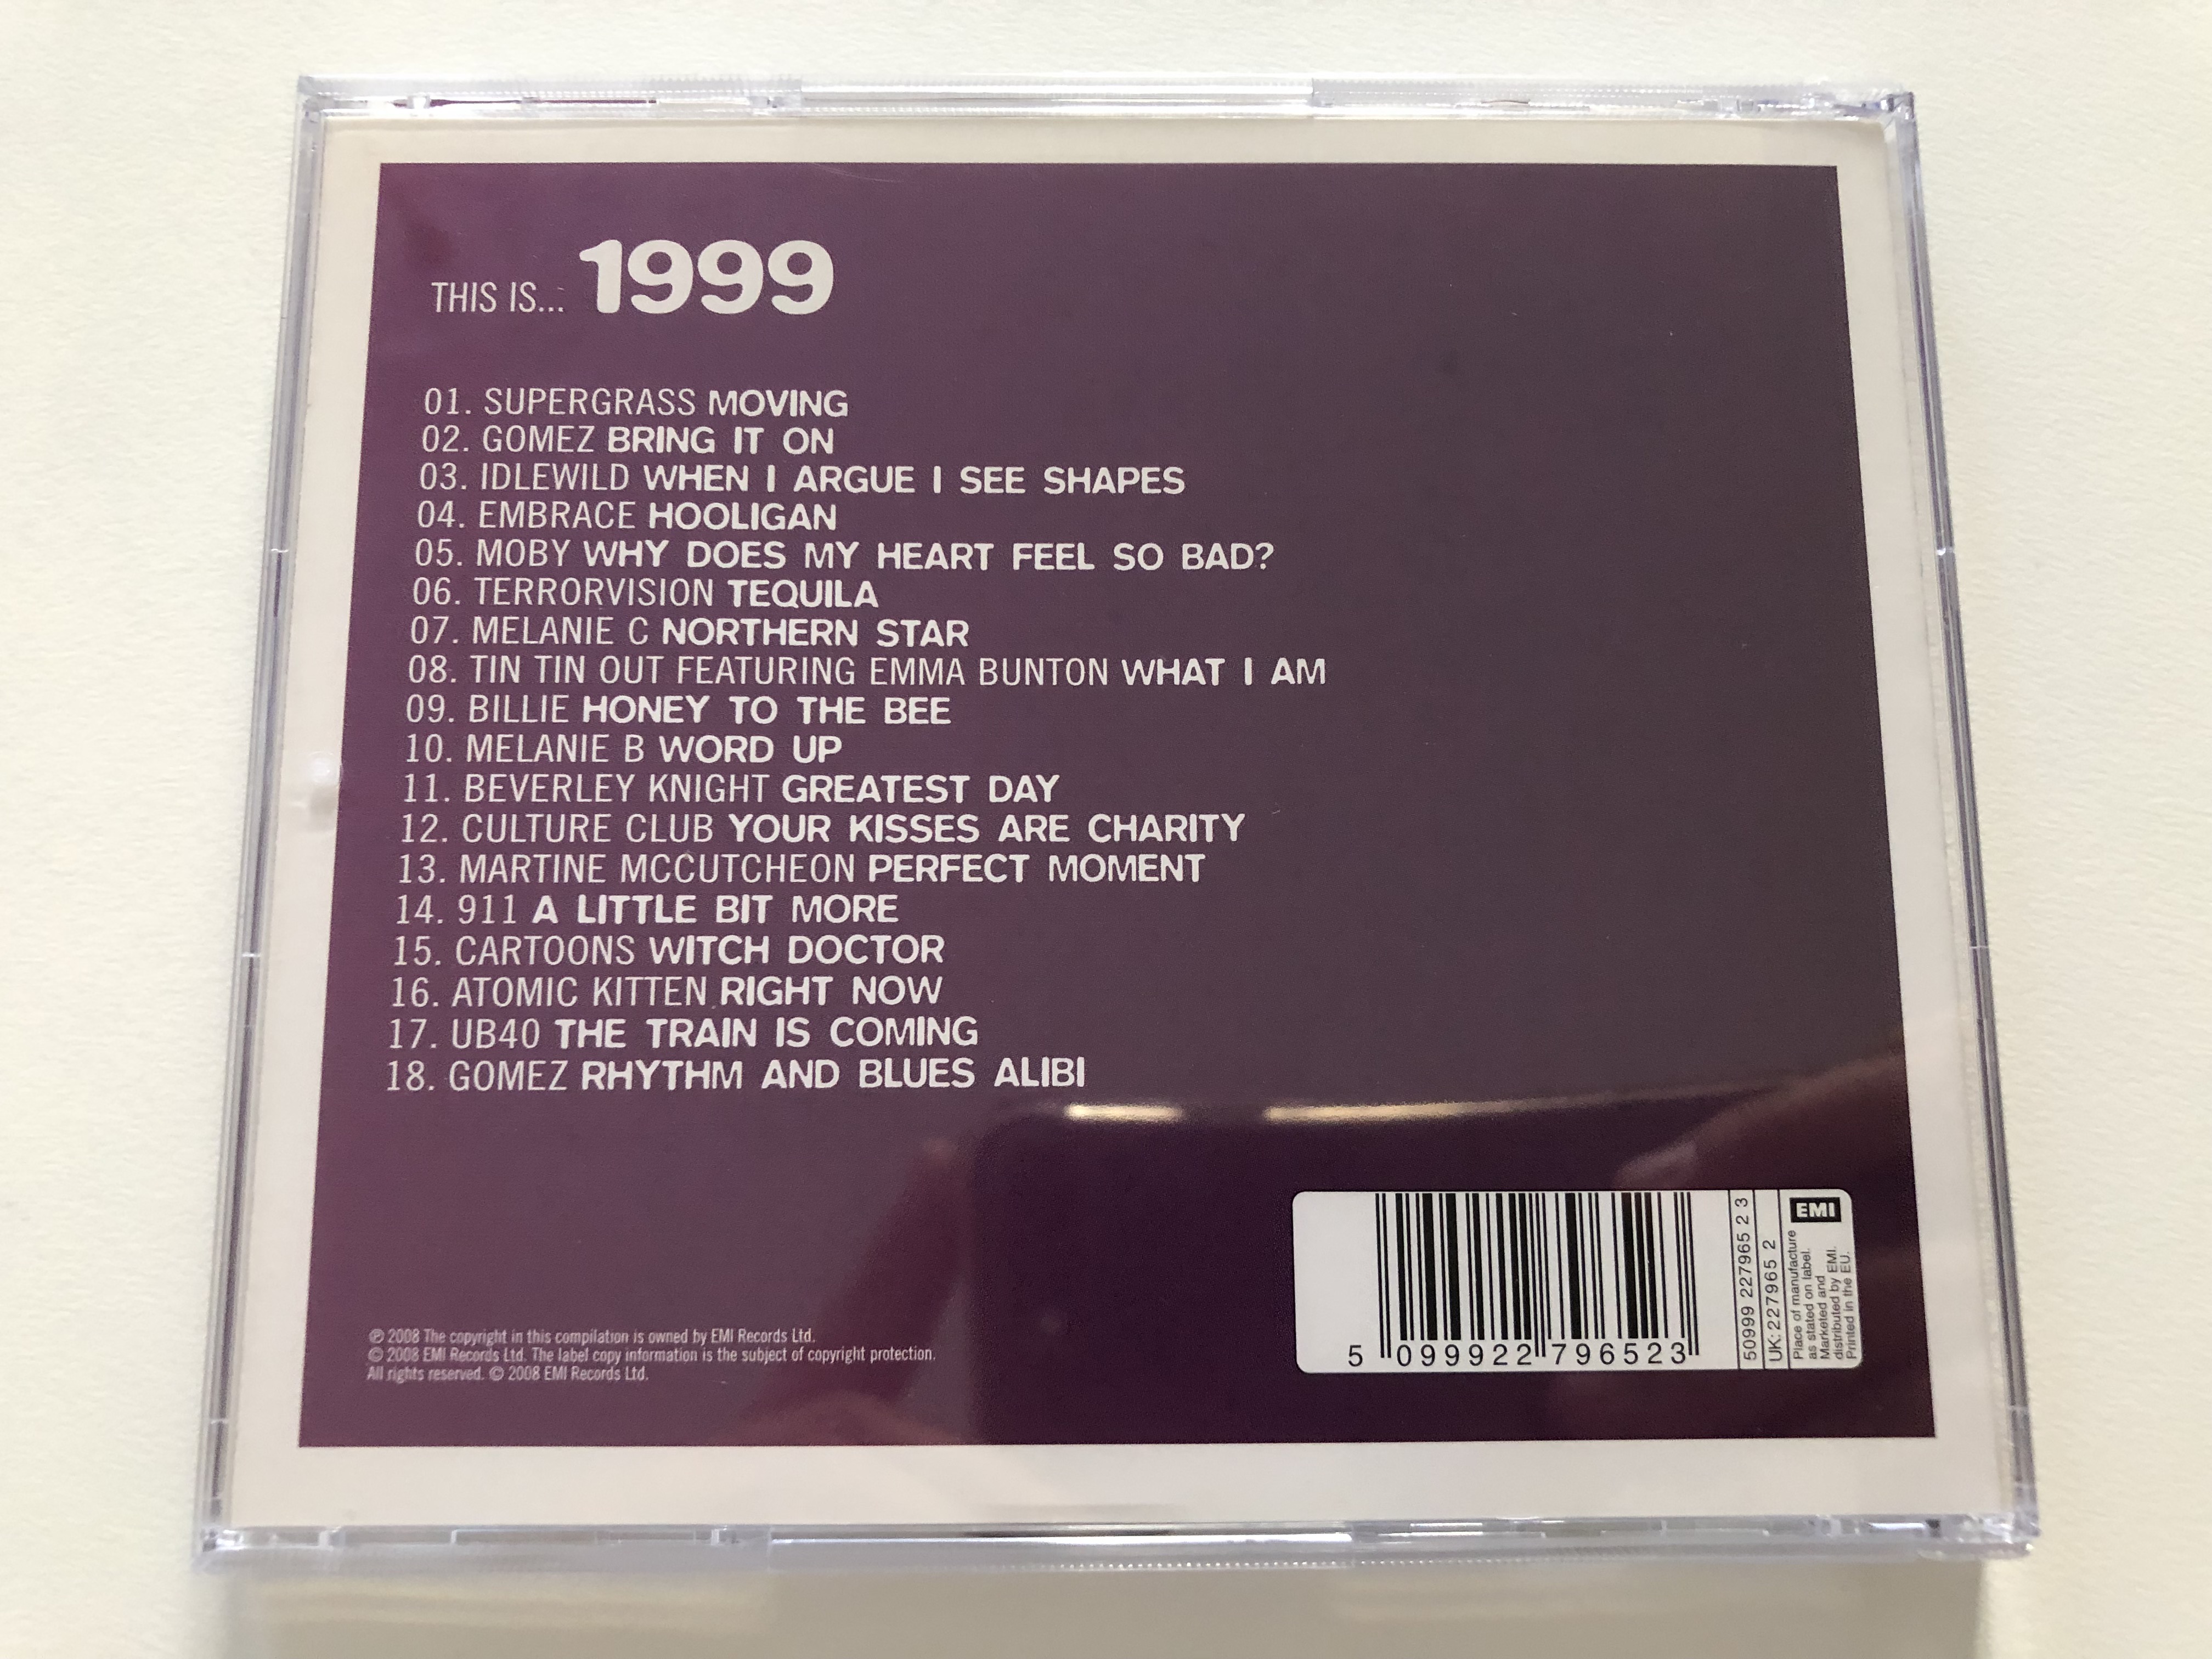 THIS IS... 1999
01. SUPERGRASS MOVING
02. GOMEZ BRING IT ON
03. IDLEWILD WHEN I ARGUE I SEE SHAPES
04. EMBRACE HOOLIGAN
05. MOBY WHY DOES MY HEART FEEL SO BAD?
06. TERRORVISION TEQUILA
07. MELANIE C NORTHERN STAR
08. TIN TIN OUT FEATURING EMMA BUNTON WHAT I AM
09. BILLIE HONEY TO THE BEE
10. MELANIE B WORD UP
11. BEVERLEY KNIGHT GREATEST DAY
12. CULTURE CLUB YOUR KISSES ARE CHARITY
13. MARTINE MCCUTCHEON PERFECT MOMENT
14. 911 A LITTLE BIT MORE
15. CARTOONS WITCH DOCTOR
16. ATOMIC KITTEN RIGHT NOW
17. UB40 THE TRAIN IS COMING
18. GOMEZ RHYTHM AND BLUES ALIBI
℗ 2008 The copyright in this compilation is owned by EMI Records Ltd.
© 2008 EMI Records Ltd. The label copy information is the subject of copyright protection.
All rights reserved. © 2008 EMI Records Ltd.
5 099922 796523
50999 227965 2 3
UK: 227965 2
EMI
Place of manufacture
as stated on label.
Marketed and
distributed by EMI.
Printed in the EU.